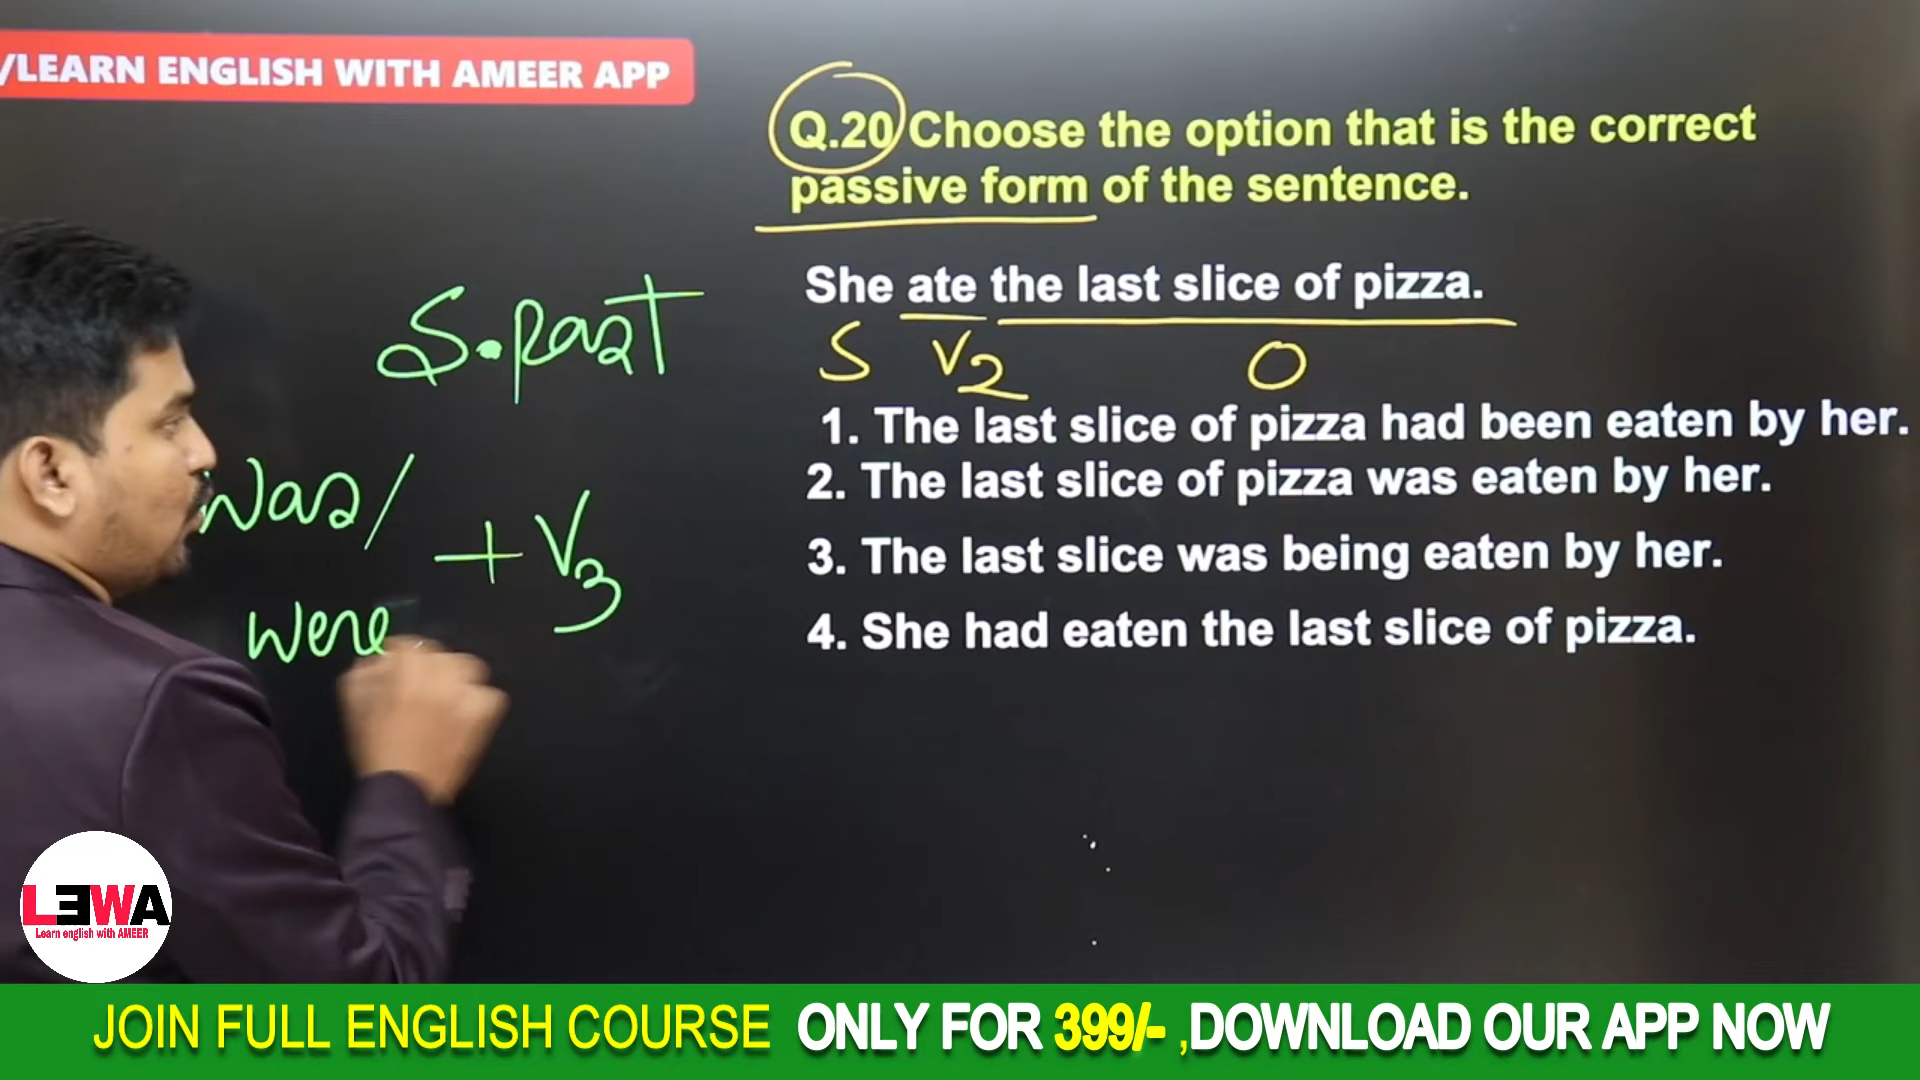 /LEARN ENGLISH WITH AMEER APP
Q.20 Choose the option that is the correct
passive form of the sentence.
She ate the last slice of pizza.
S V2 O
S.past
1. The last slice of pizza had been eaten by her.
2. The last slice of pizza was eaten by her.
3. The last slice was being eaten by her.
4. She had eaten the last slice of pizza.
was/
were
+ V3
LEWA
Learn english with AMEER
JOIN FULL ENGLISH COURSE ONLY FOR 399/- ,DOWNLOAD OUR APP NOW